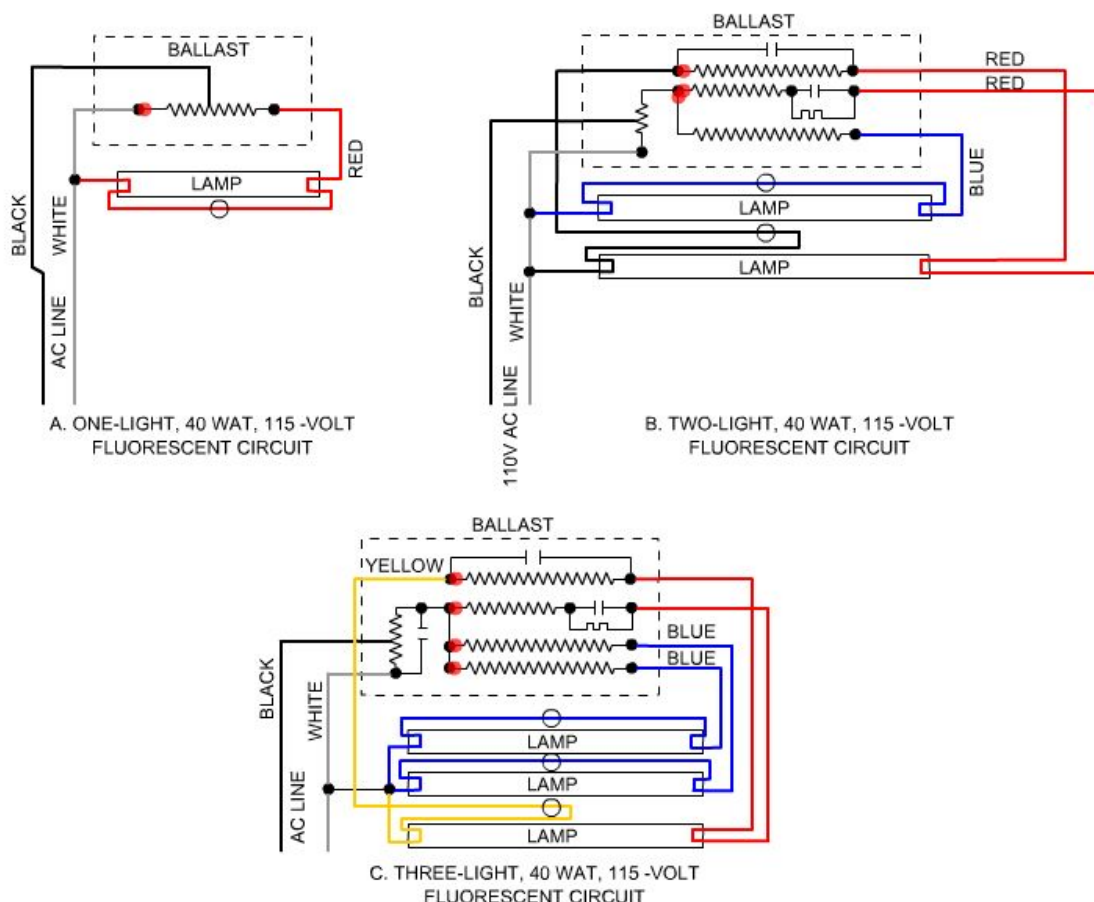 BALLAST
RED
LAMP
BLACK
WHITE
AC LINE
A. ONE-LIGHT, 40 WAT, 115 -VOLT
FLUORESCENT CIRCUIT
BALLAST
RED
RED
BLUE
LAMP
LAMP
BLACK
WHITE
110V AC LINE
B. TWO-LIGHT, 40 WAT, 115 -VOLT
FLUORESCENT CIRCUIT
BALLAST
YELLOW
BLUE
BLUE
BLACK
WHITE
AC LINE
LAMP
LAMP
LAMP
C. THREE-LIGHT, 40 WAT, 115 -VOLT
FLUORESCENT CIRCUIT